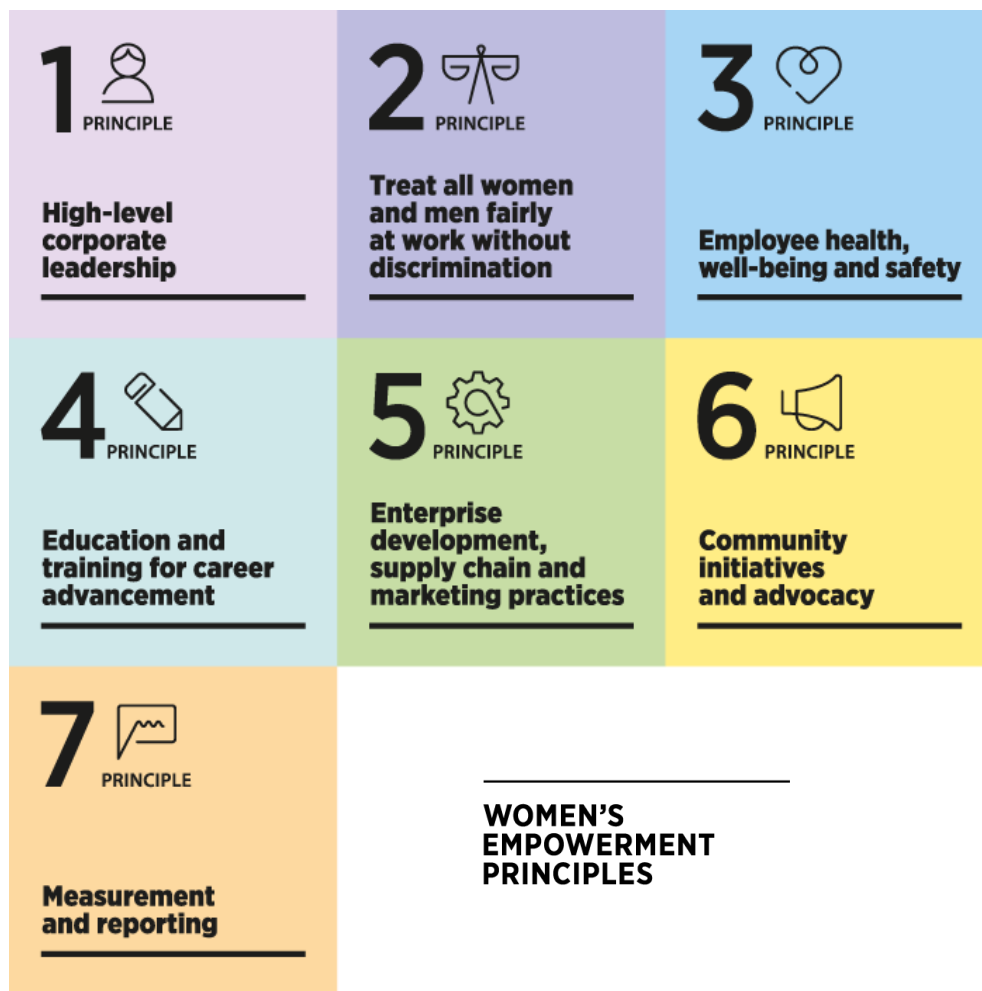 1
PRINCIPLE
High-level
corporate
leadership
2
PRINCIPLE
Treat all women
and men fairly
at work without
discrimination
3
PRINCIPLE
Employee health,
well-being and safety
4
PRINCIPLE
Education and
training for career
advancement
5
PRINCIPLE
Enterprise
development,
supply chain and
marketing practices
6
PRINCIPLE
Community
initiatives
and advocacy
7
PRINCIPLE
Measurement
and reporting
WOMEN'S
EMPOWERMENT
PRINCIPLES